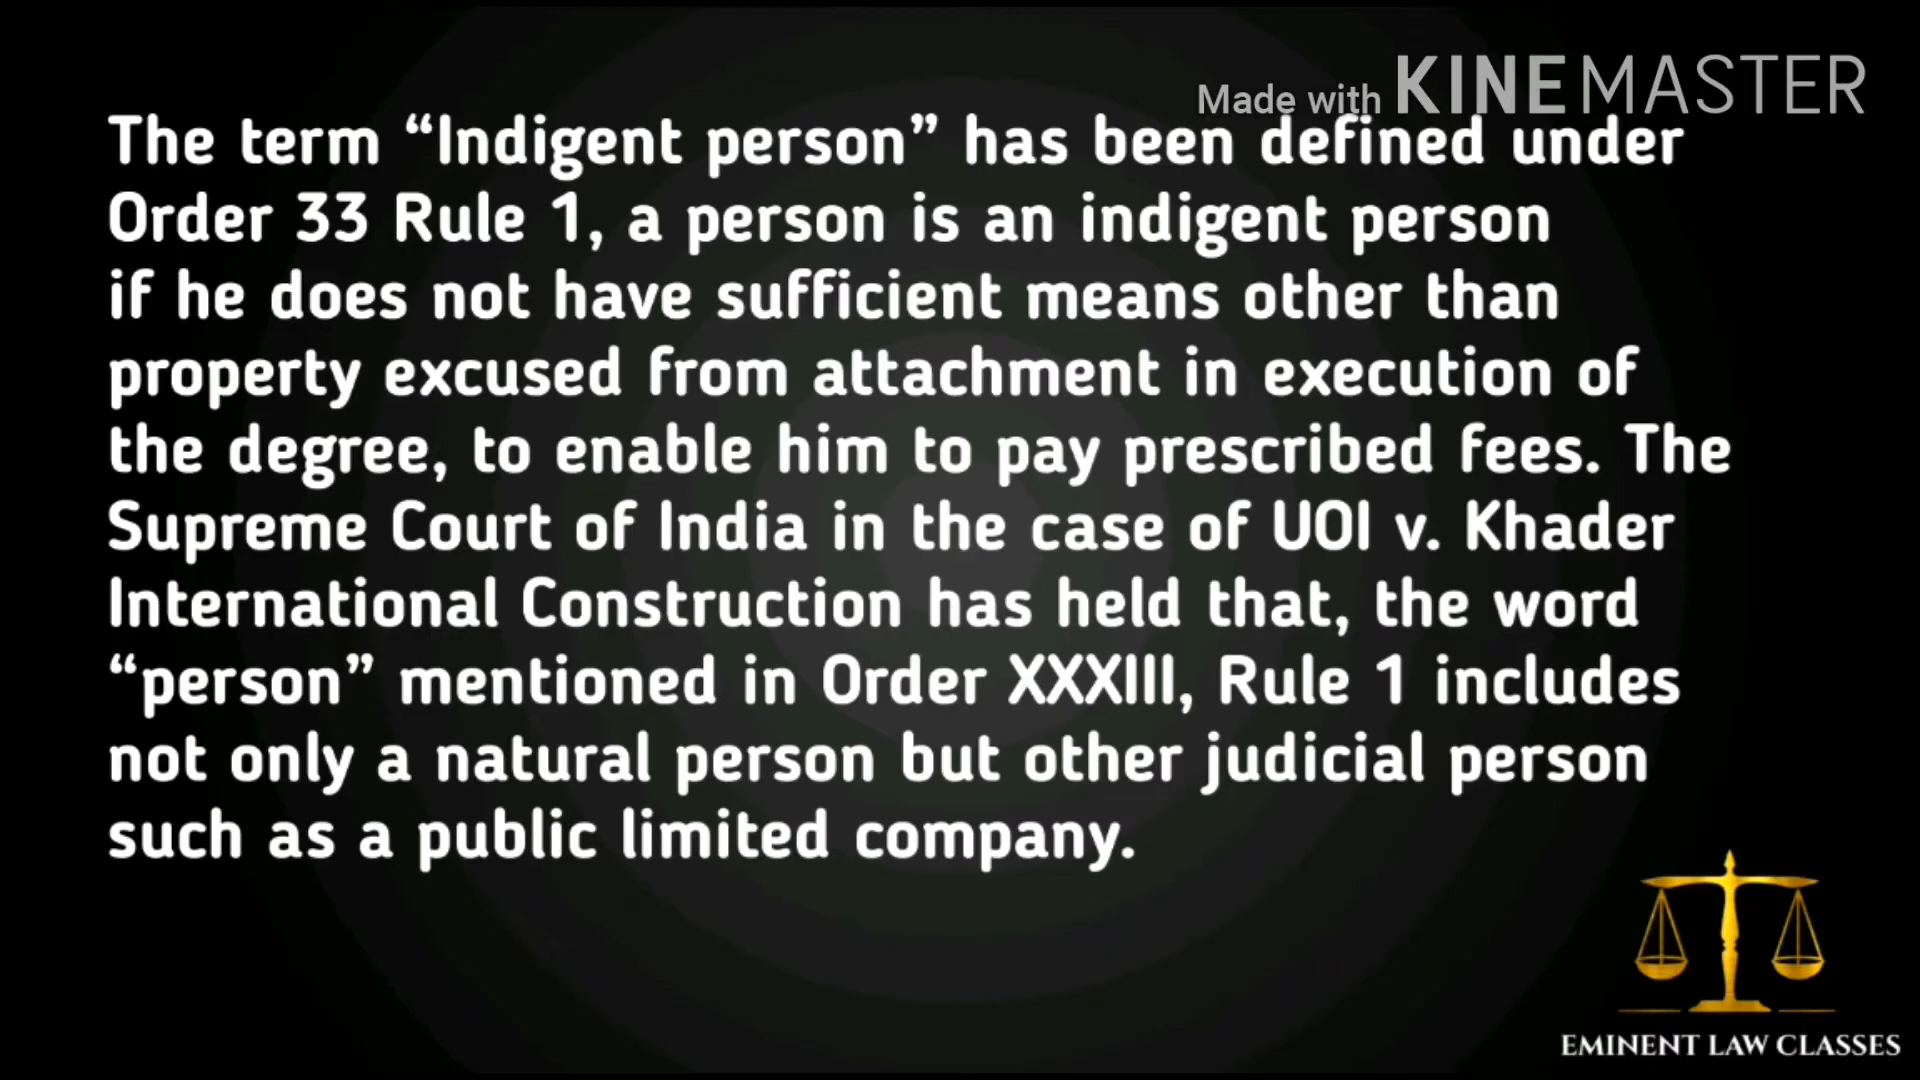 Made with KINEMASTER
The term “Indigent person” has been defined under
Order 33 Rule 1, a person is an indigent person
if he does not have sufficient means other than
property excused from attachment in execution of
the degree, to enable him to pay prescribed fees. The
Supreme Court of India in the case of UOI v. Khader
International Construction has held that, the word
“person” mentioned in Order XXXIII, Rule 1 includes
not only a natural person but other judicial person
such as a public limited company.
EMINENT LAW CLASSES